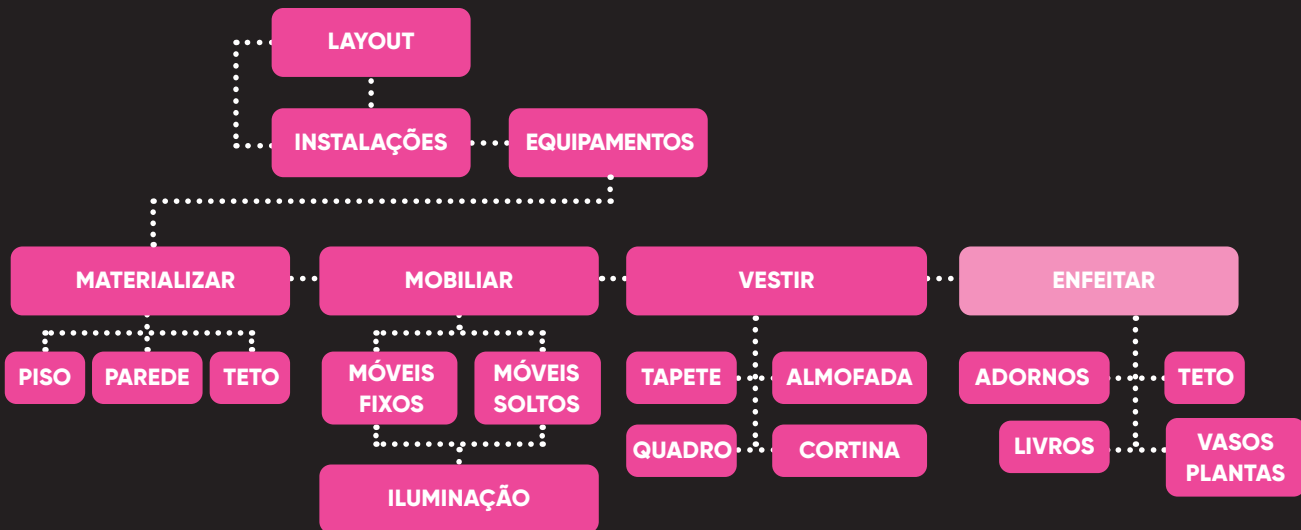 LAYOUT
INSTALAÇÕES
EQUIPAMENTOS
MATERIALIZAR
MOBILIAR
VESTIR
ENFEITAR
PISO
PAREDE
TETO
MÓVEIS
FIXOS
MÓVEIS
SOLTOS
ILUMINAÇÃO
TAPETE
ALMOFADA
QUADRO
CORTINA
ADORNOS
TETO
LIVROS
VASOS
PLANTAS